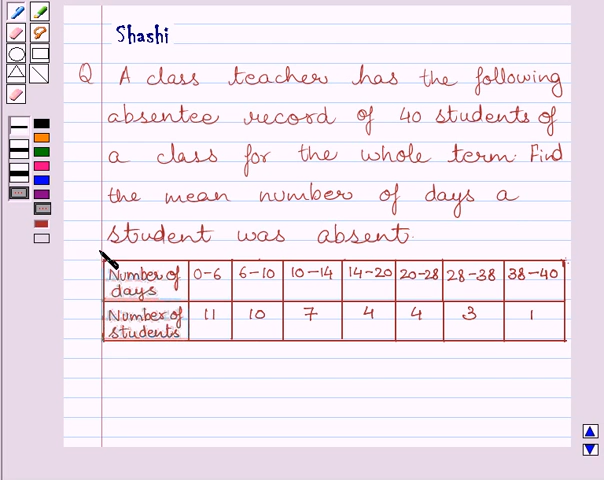 Shashi
Q A class teacher has the following
absentee record of 40 students of
a class for the whole term. Find
the mean number of days a
student was absent.
Number of days 0-6 6-10 10-14 14-20 20-28 28-38 38-40
Number of students 11 10 7 4 4 3 1